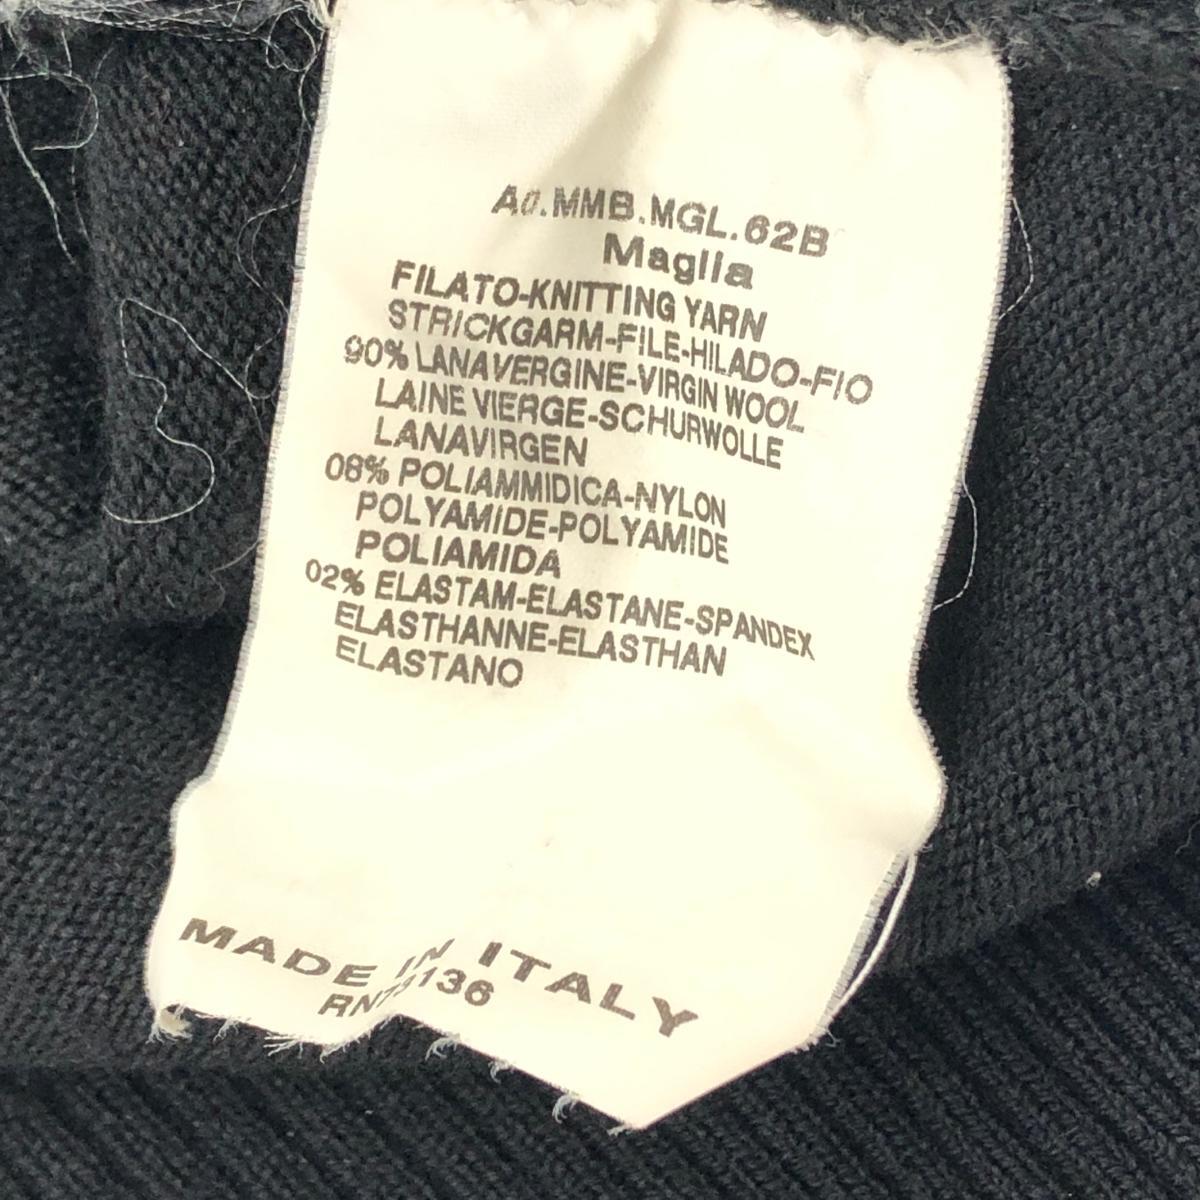 A0.MMB.MGL.62B
Maglia
FILATO-KNITTING YARN
STRICKGARM-FILE-HILADO-FIO
90% LANAVERGINE-VIRGIN WOOL
LAINE VIERGE-SCHURWOLLE
LANAVIRGEN
08% POLIAMMIDICA-NYLON
POLYAMIDE-POLYAMIDE
POLIAMIDA
02% ELASTAM-ELASTANE-SPANDEX
ELASTHANNE-ELASTHAN
ELASTANO
MADE IN ITALY